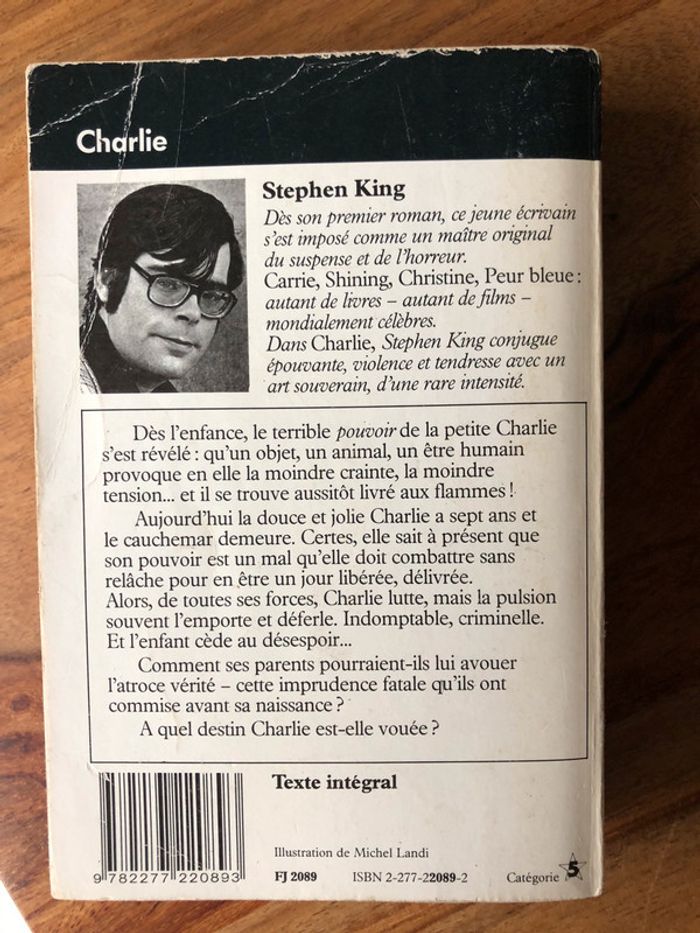 Charlie
Stephen King
Dès son premier roman, ce jeune écrivain
s'est imposé comme un maître original
du suspense et de l'horreur.
Carrie, Shining, Christine, Peur bleue :
autant de livres – autant de films –
mondialement célèbres.
Dans Charlie, Stephen King conjugue
épouvante, violence et tendresse avec un
art souverain, d'une rare intensité.
Dès l'enfance, le terrible pouvoir de la petite Charlie
s'est révélé : qu'un objet, un animal, un être humain
provoque en elle la moindre crainte, la moindre
tension... et il se trouve aussitôt livré aux flammes !
Aujourd'hui la douce et jolie Charlie a sept ans et
le cauchemar demeure. Certes, elle sait à présent que
son pouvoir est un mal qu'elle doit combattre sans
relâche pour en être un jour libérée, délivrée.
Alors, de toutes ses forces, Charlie lutte, mais la pulsion
souvent l'emporte et déferle. Indomptable, criminelle.
Et l'enfant cède au désespoir...
Comment ses parents pourraient-ils lui avouer
l'atroce vérité – cette imprudence fatale qu'ils ont
commise avant sa naissance ?
A quel destin Charlie est-elle vouée ?
Texte intégral
Illustration de Michel Landi
9 782277 220893 FJ 2089 ISBN 2-277-22089-2 Catégorie 5